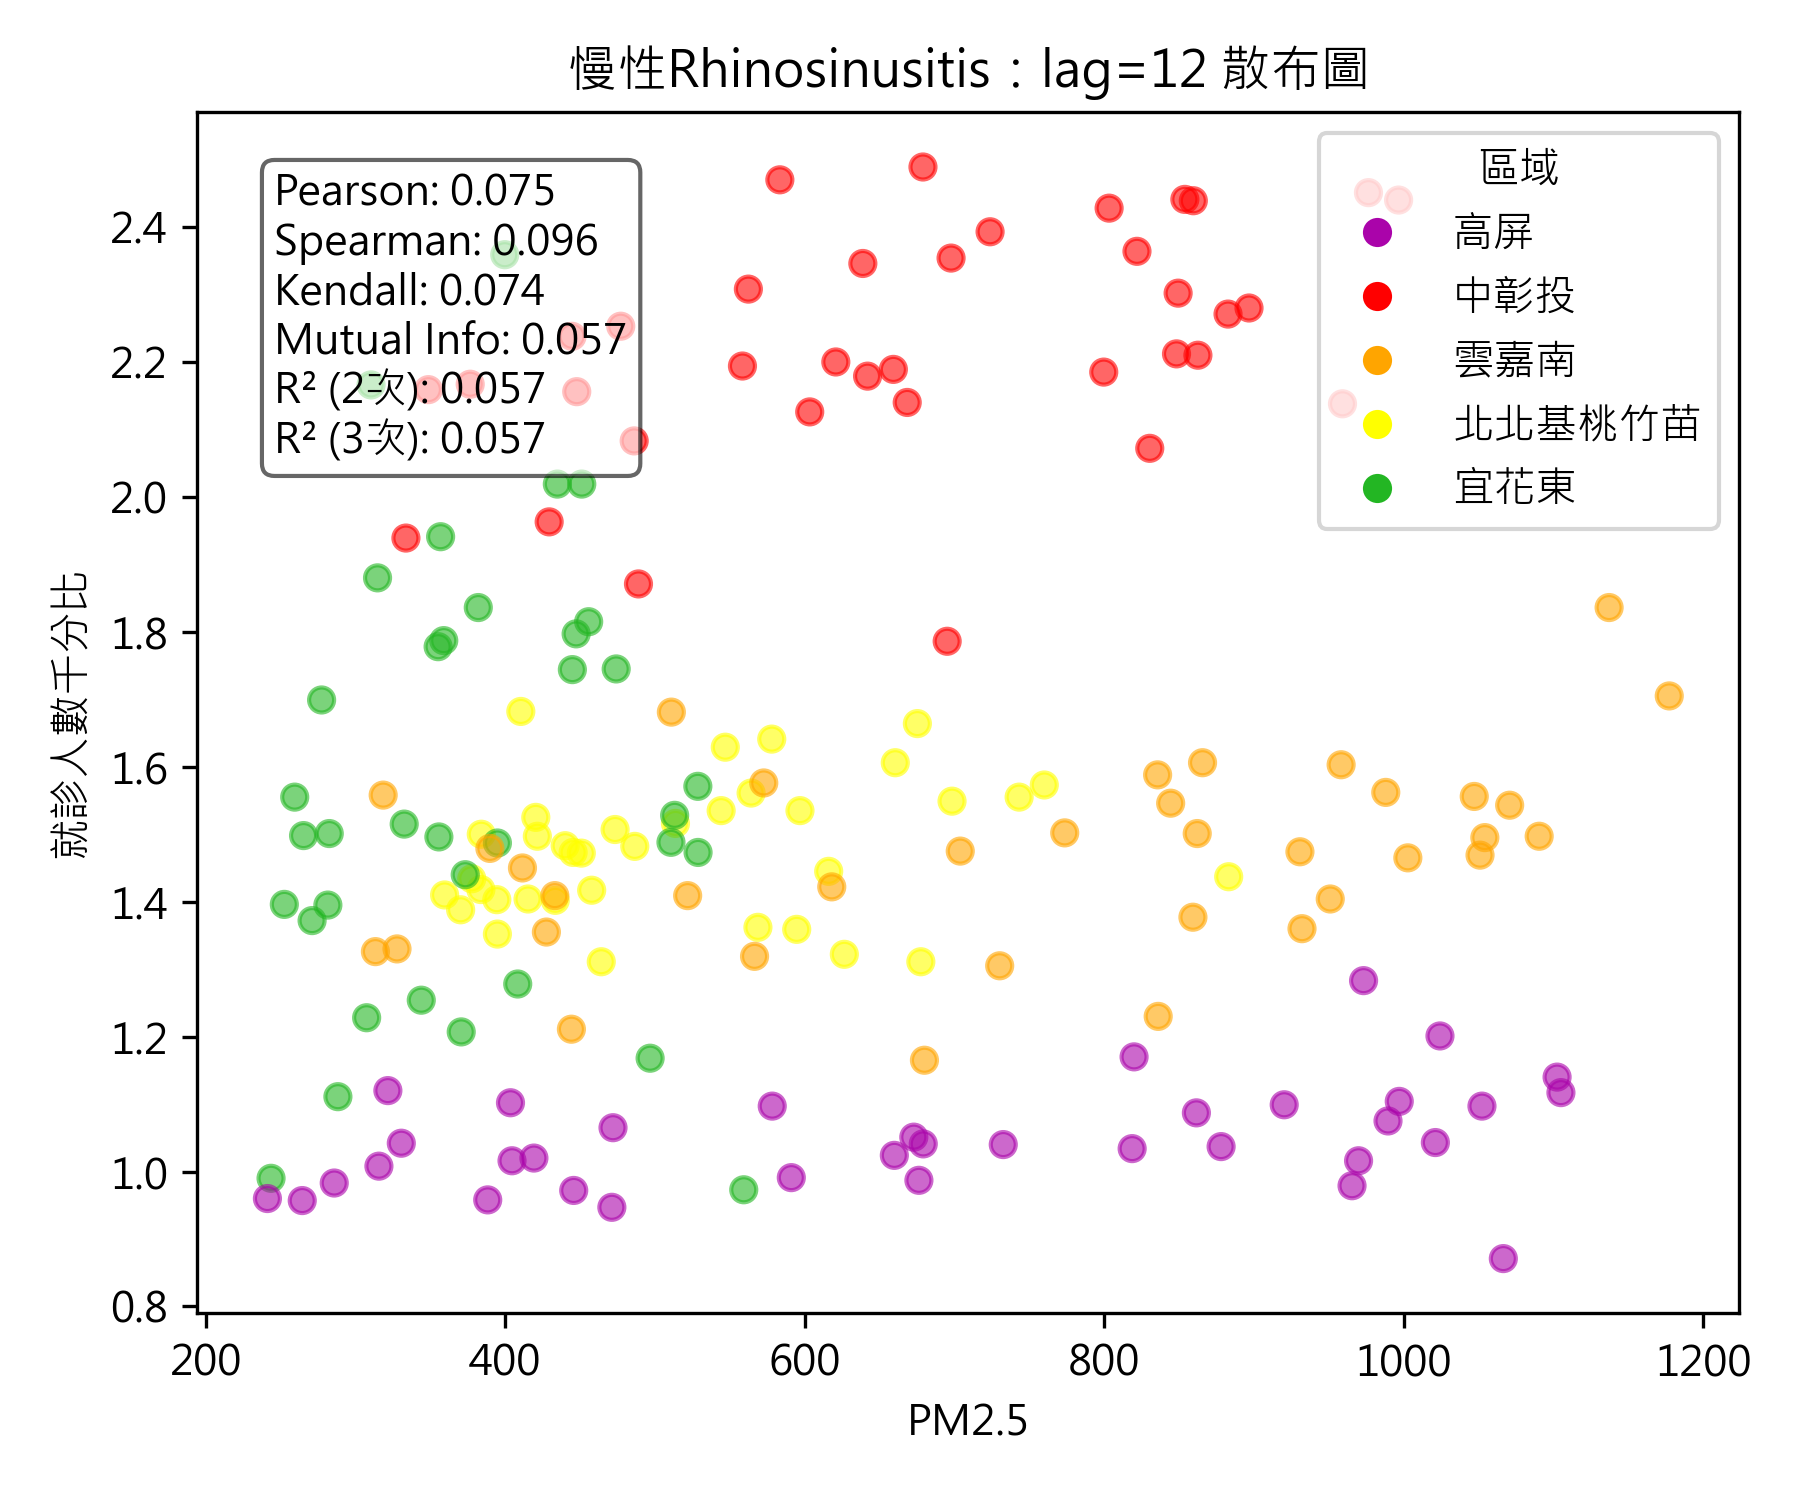 慢性Rhinosinusitis：lag=12 散布圖
Pearson: 0.075
Spearman: 0.096
Kendall: 0.074
Mutual Info: 0.057
R² (2次): 0.057
R² (3次): 0.057
區域
高屏
中彰投
雲嘉南
北北基桃竹苗
宜花東
就診人數千分比
2.4
2.2
2.0
1.8
1.6
1.4
1.2
1.0
0.8
200 400 600 800 1000 1200
PM2.5